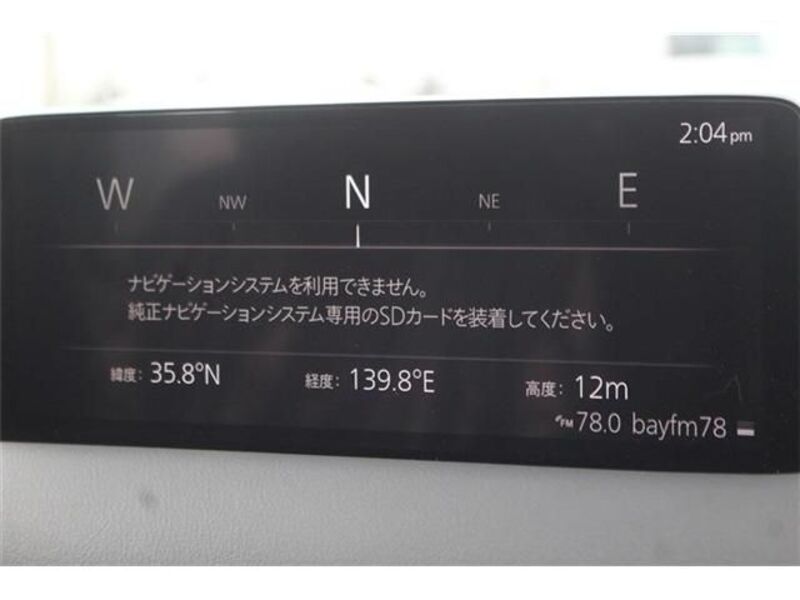 2:04pm
W NW N NE E
ナビゲーションシステムを利用できません。
純正ナビゲーションシステム専用のSDカードを装着してください。
緯度: 35.8°N 経度: 139.8°E 高度: 12m
FM 78.0 bayfm78